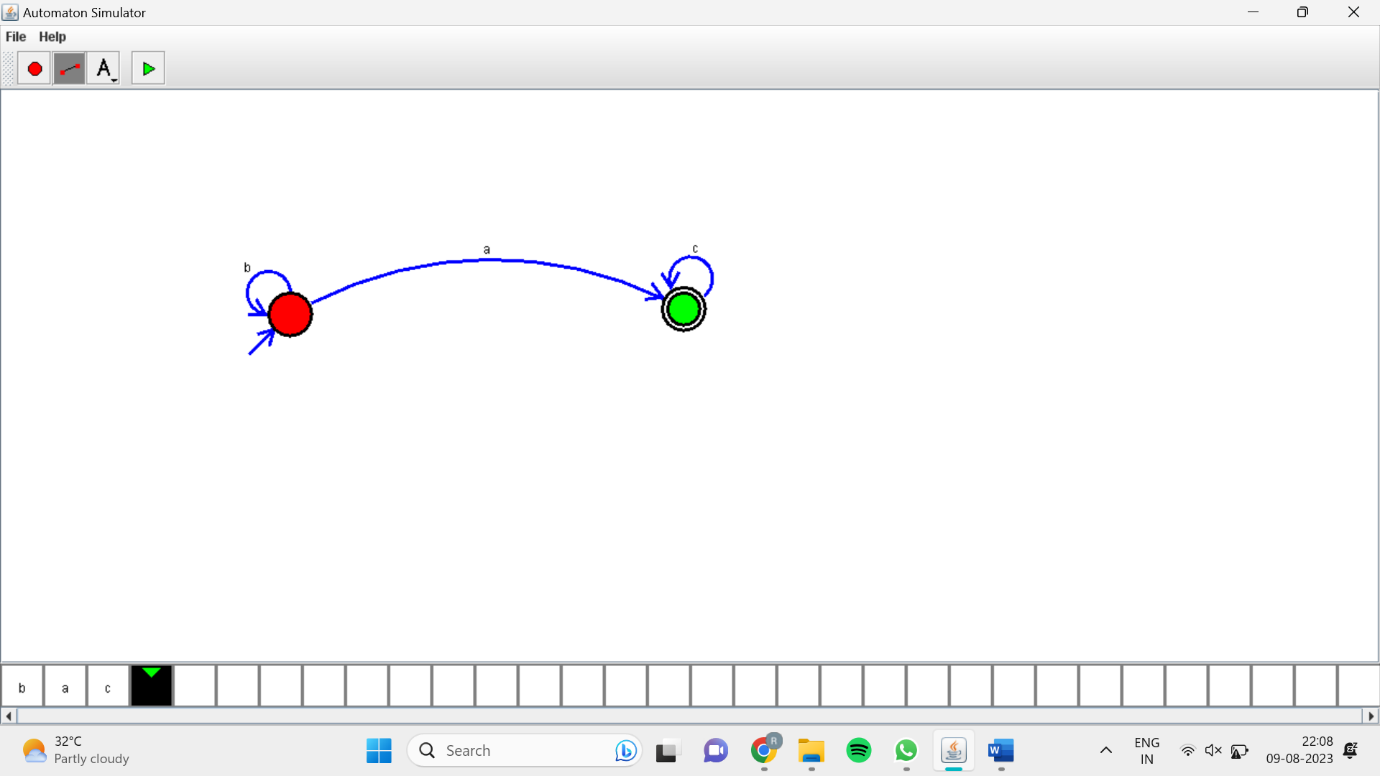 Automaton Simulator
File Help
A
b
a
c
b a c
32°C
Partly cloudy
Search
R
W
ENG
IN
22:08
09-08-2023